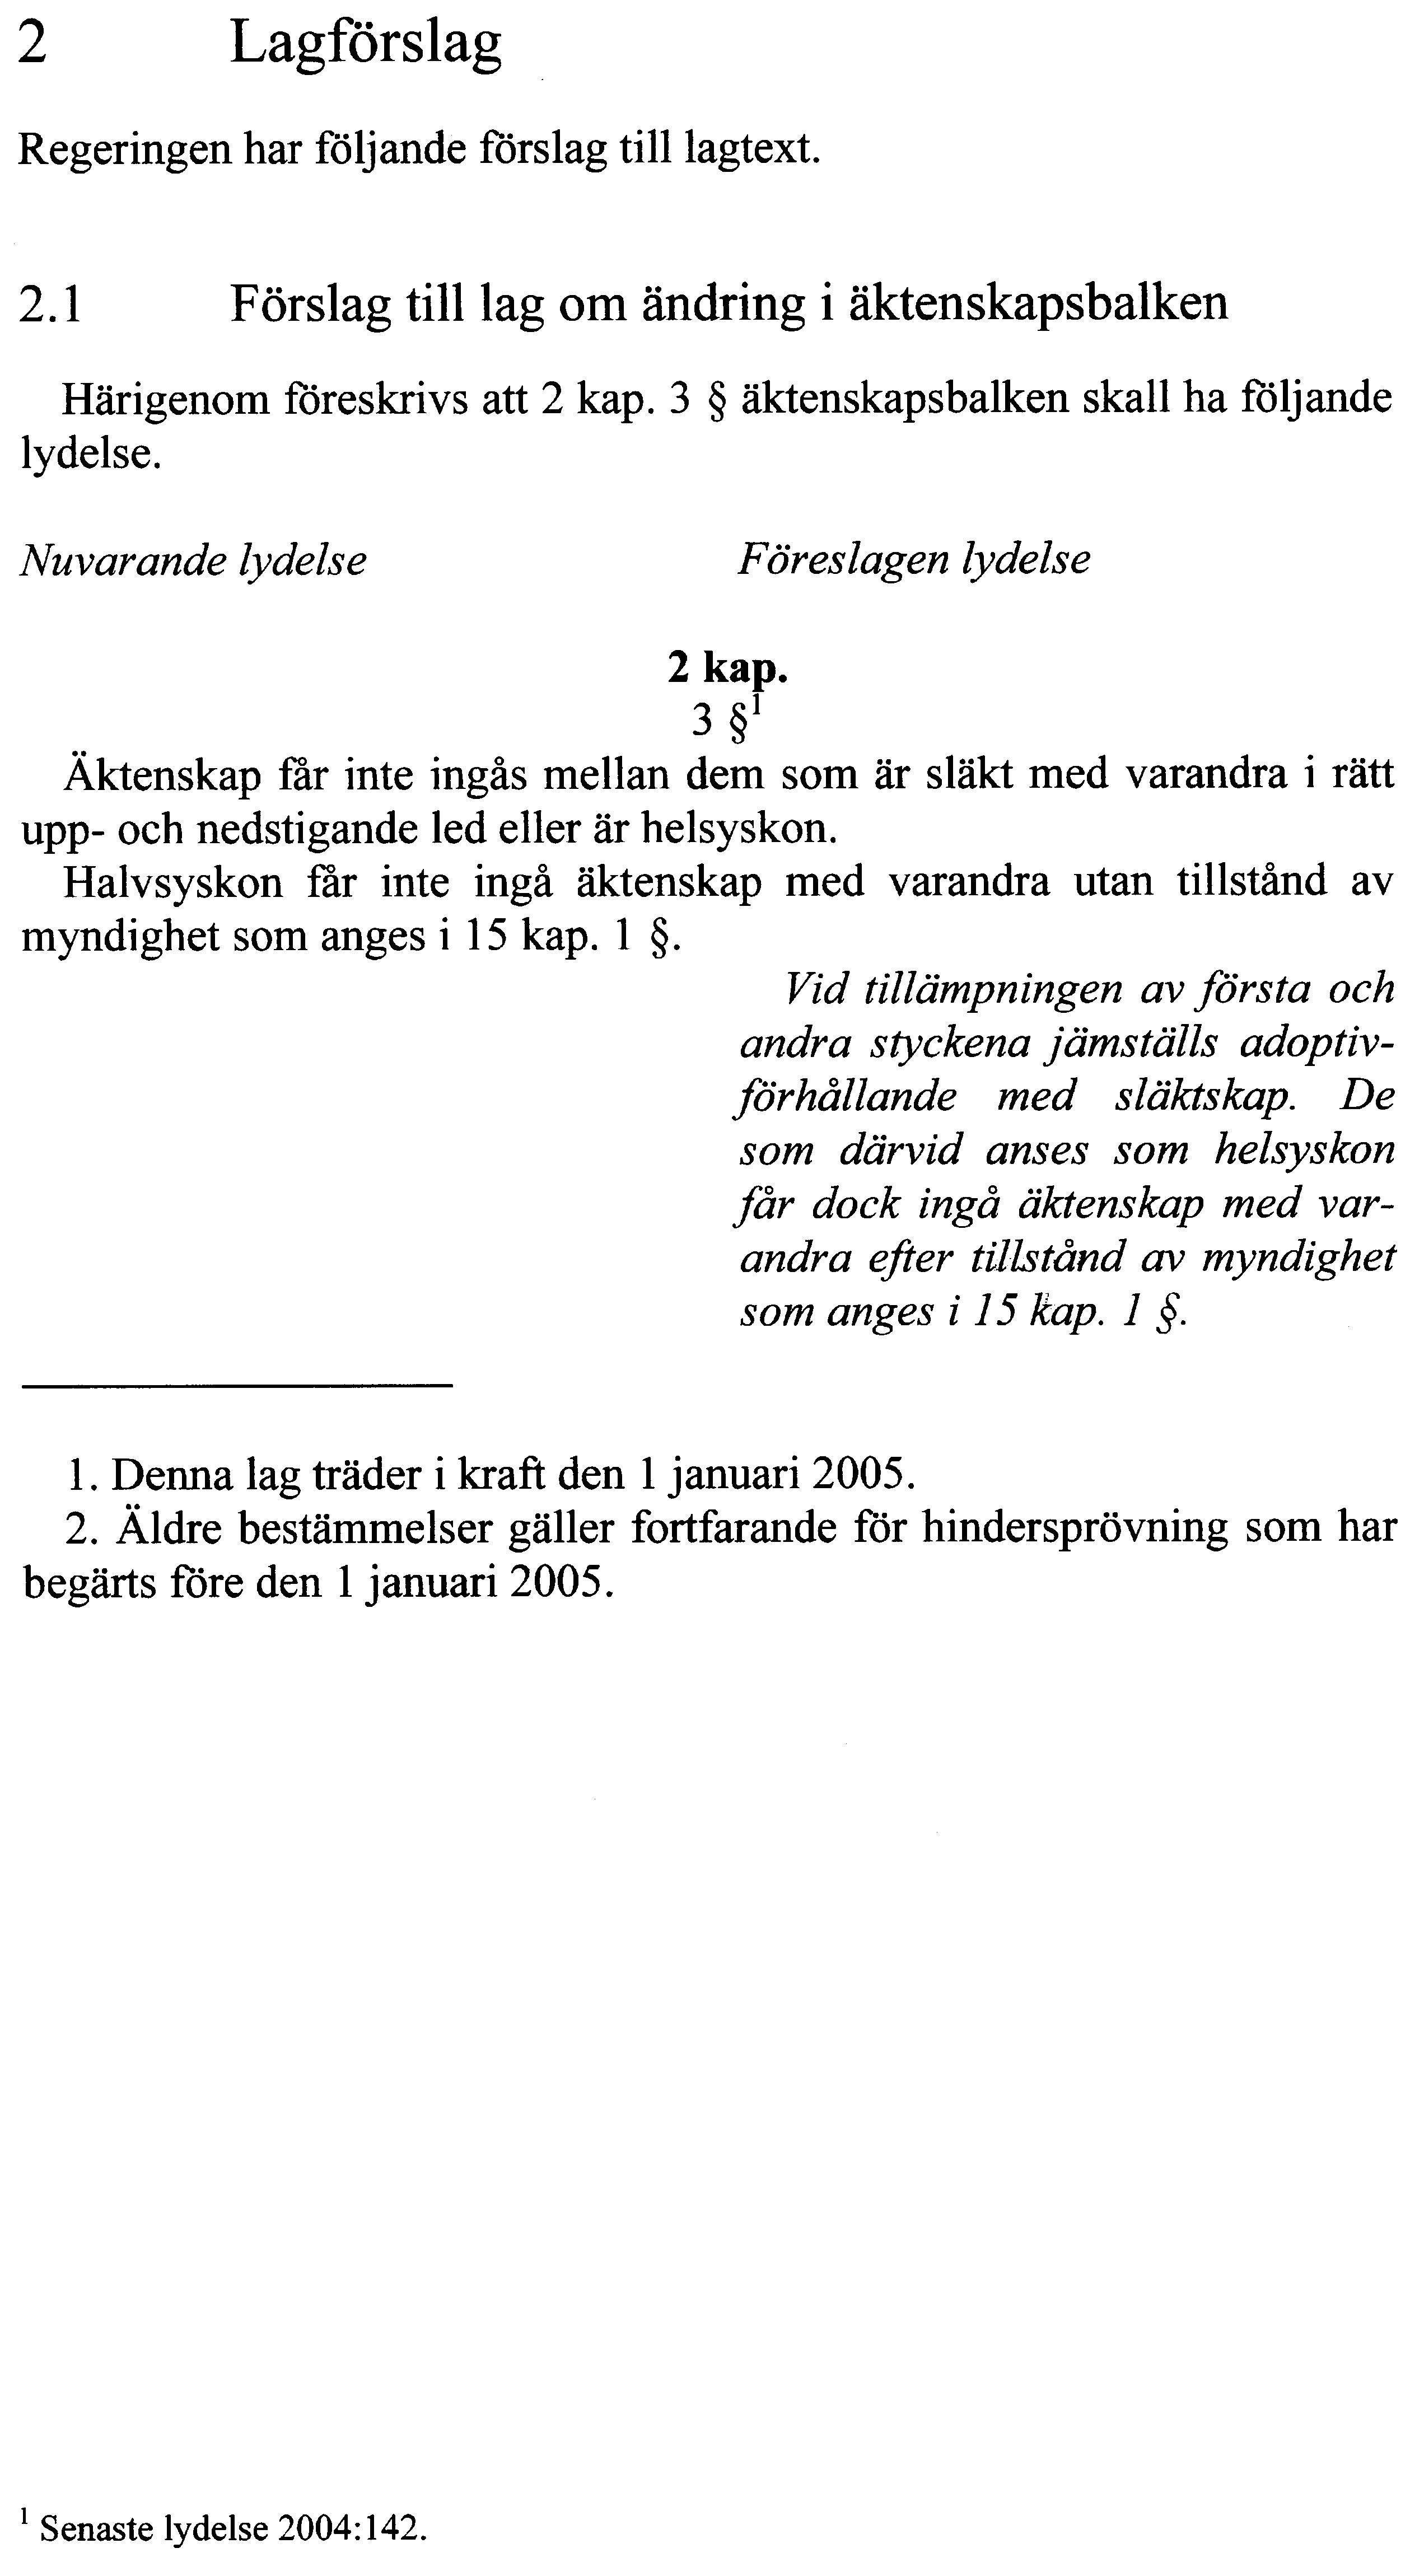 2 Lagförslag
Regeringen har följande förslag till lagtext.
2.1 Förslag till lag om ändring i äktenskapsbalken
Härigenom föreskrivs att 2 kap. 3 § äktenskapsbalken skall ha följande
lydelse.
Nuvarande lydelse Föreslagen lydelse
2 kap.
3 §¹
Äktenskap får inte ingås mellan dem som är släkt med varandra i rätt
upp- och nedstigande led eller är helsyskon.
Halvsyskon får inte ingå äktenskap med varandra utan tillstånd av
myndighet som anges i 15 kap. 1 §.
Vid tillämpningen av första och
andra styckena jämställs adoptiv-
förhållande med släktskap. De
som därvid anses som helsyskon
får dock ingå äktenskap med var-
andra efter tillstånd av myndighet
som anges i 15 kap. 1 §.
1. Denna lag träder i kraft den 1 januari 2005.
2. Äldre bestämmelser gäller fortfarande för hindersprövning som har
begärts före den 1 januari 2005.
¹ Senaste lydelse 2004:142.